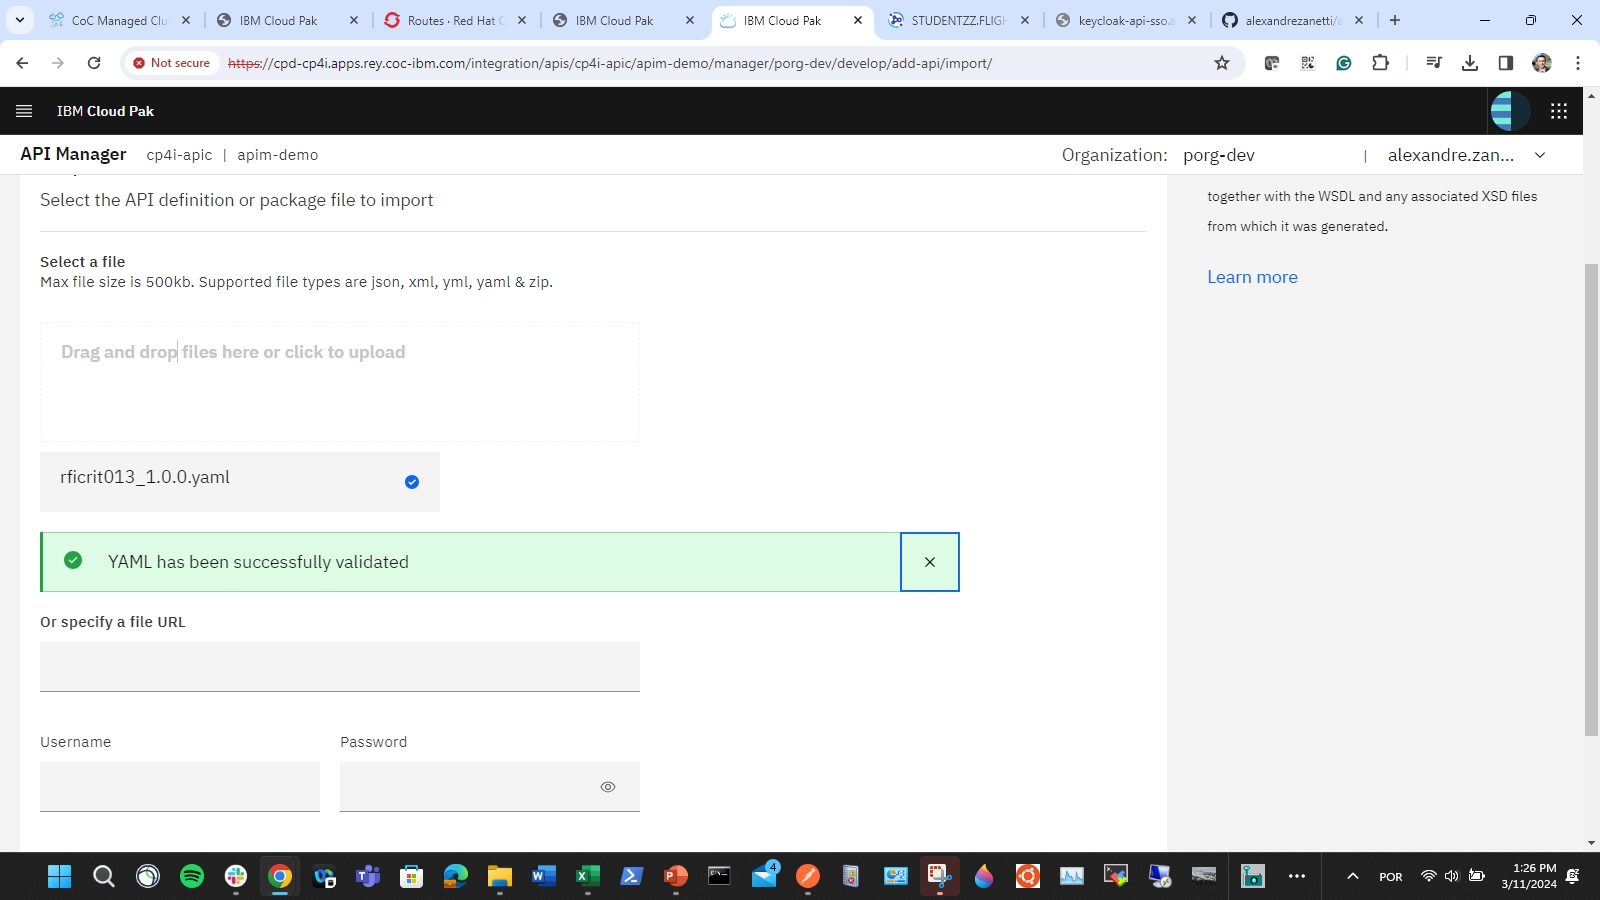 CoC Managed Clu
IBM Cloud Pak
Routes · Red Hat C
IBM Cloud Pak
IBM Cloud Pak
STUDENTZZ.FLIGH
keycloak-api-sso.a
alexandrezanetti/a
Not secure
https://cpd-cp4i.apps.rey.coc-ibm.com/integration/apis/cp4i-apic/apim-demo/manager/porg-dev/develop/add-api/import/
IBM Cloud Pak
API Manager cp4i-apic | apim-demo
Organization: porg-dev | alexandre.zan...
Select the API definition or package file to import
together with the WSDL and any associated XSD files
from which it was generated.
Learn more
Select a file
Max file size is 500kb. Supported file types are json, xml, yml, yaml & zip.
Drag and drop files here or click to upload
rficrit013_1.0.0.yaml
YAML has been successfully validated
Or specify a file URL
Username
Password
4
POR
1:26 PM
3/11/2024